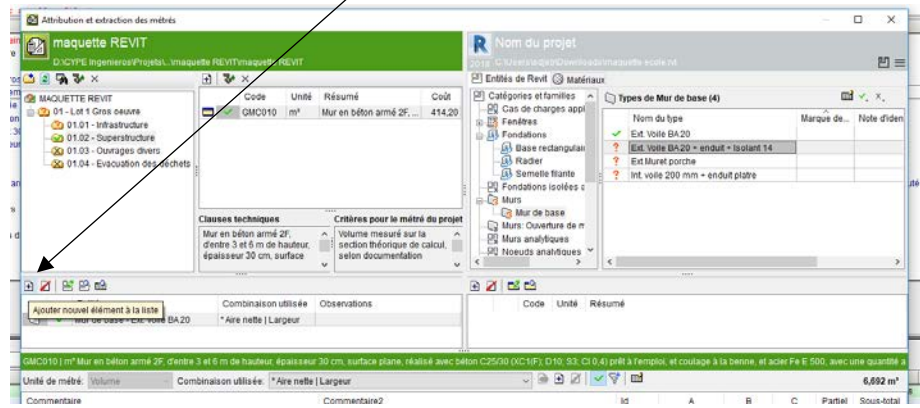 Attribution et extraction des métrés
maquette REVIT
D:\CYPE Ingenieros\Projets\...\maquette REVIT\maquette REVIT
Nom du projet
2018
Entités de Revit Matériaux
MAQUETTE REVIT
01 - Lot 1 Gros oeuvre
01.01 - Infrastructure
01.02 - Superstructure
01.03 - Ouvrages divers
01.04 - Evacuation des déchets
Code Unité Résumé Coût
GMC010 m³ Mur en béton armé 2F, ... 414,20
Clauses techniques
Mur en béton armé 2F,
d'entre 3 et 6 m de hauteur,
épaisseur 30 cm, surface
Critères pour le métré du projet
Volume mesuré sur la
section théorique de calcul,
selon documentation
Catégories et familles
Cas de charges appl
Fenêtres
Fondations
Base rectangulair
Radier
Semelle filante
Fondations isolées e
Murs
Mur de base
Murs: Ouverture de m
Murs analytiques
Noeuds analytiques
Types de Mur de base (4)
Nom du type Marque de... Note d'iden
Ext. Voile BA 20
Ext. Voile BA 20 + enduit + Isolant 14
Ext Muret porche
Int. voile 200 mm + enduit platre
Ajouter nouvel élément à la liste
Combinaison utilisée Observations
Mur de base - Ext. Voile BA 20 * Aire nette | Largeur
Code Unité Résumé
GMC010 | m³ Mur en béton armé 2F, d'entre 3 et 6 m de hauteur, épaisseur 30 cm, surface plane, réalisé avec béton C25/30 (XC1(F); D10; S3; Cl 0,4) prêt à l'emploi, et coulage à la benne, et acier Fe E 500, avec une quantité a
Unité de métré: Volume Combinaison utilisée: * Aire nette | Largeur 6,692 m³
Commentaire Commentaire2 Id A B C Partiel Sous-total